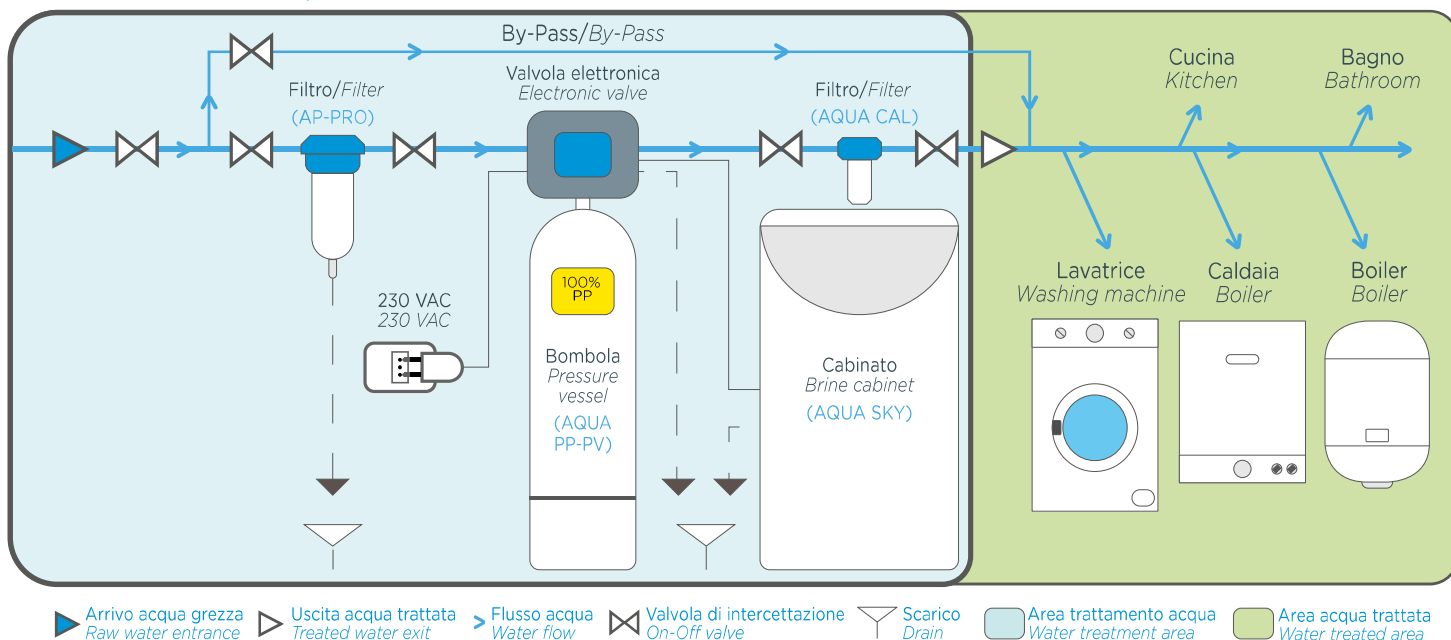 By-Pass/By-Pass
Filtro/Filter
(AP-PRO)
Valvola elettronica
Electronic valve
Filtro/Filter
(AQUA CAL)
Cucina
Kitchen
Bagno
Bathroom
230 VAC
230 VAC
100%
PP
Bombola
Pressure
vessel
(AQUA
PP-PV)
Cabinato
Brine cabinet
(AQUA SKY)
Lavatrice
Washing machine
Caldaia
Boiler
Boiler
Boiler
Arrivo acqua grezza
Raw water entrance
Uscita acqua trattata
Treated water exit
Flusso acqua
Water flow
Valvola di intercettazione
On-Off valve
Scarico
Drain
Area trattamento acqua
Water treatment area
Area acqua trattata
Water treated area